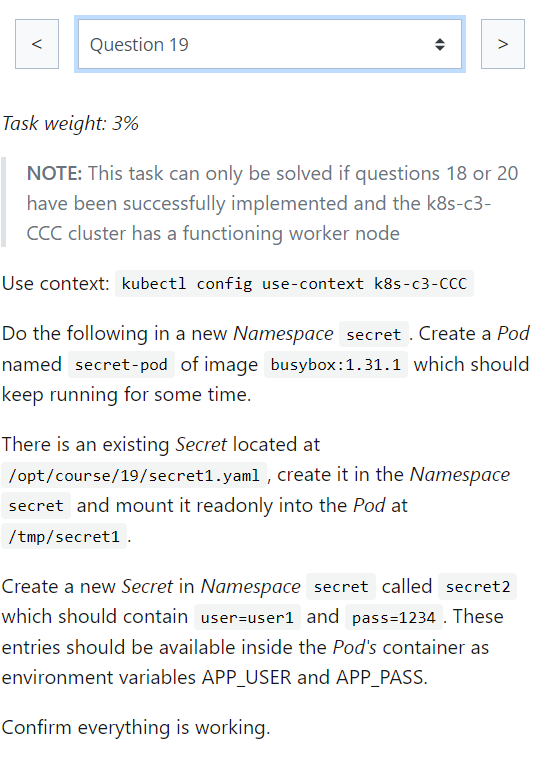 < Question 19 >
Task weight: 3%
NOTE: This task can only be solved if questions 18 or 20
have been successfully implemented and the k8s-c3-
CCC cluster has a functioning worker node
Use context: kubectl config use-context k8s-c3-CCC
Do the following in a new Namespace secret . Create a Pod
named secret-pod of image busybox:1.31.1 which should
keep running for some time.
There is an existing Secret located at
/opt/course/19/secret1.yaml , create it in the Namespace
secret and mount it readonly into the Pod at
/tmp/secret1 .
Create a new Secret in Namespace secret called secret2
which should contain user=user1 and pass=1234 . These
entries should be available inside the Pod's container as
environment variables APP_USER and APP_PASS.
Confirm everything is working.